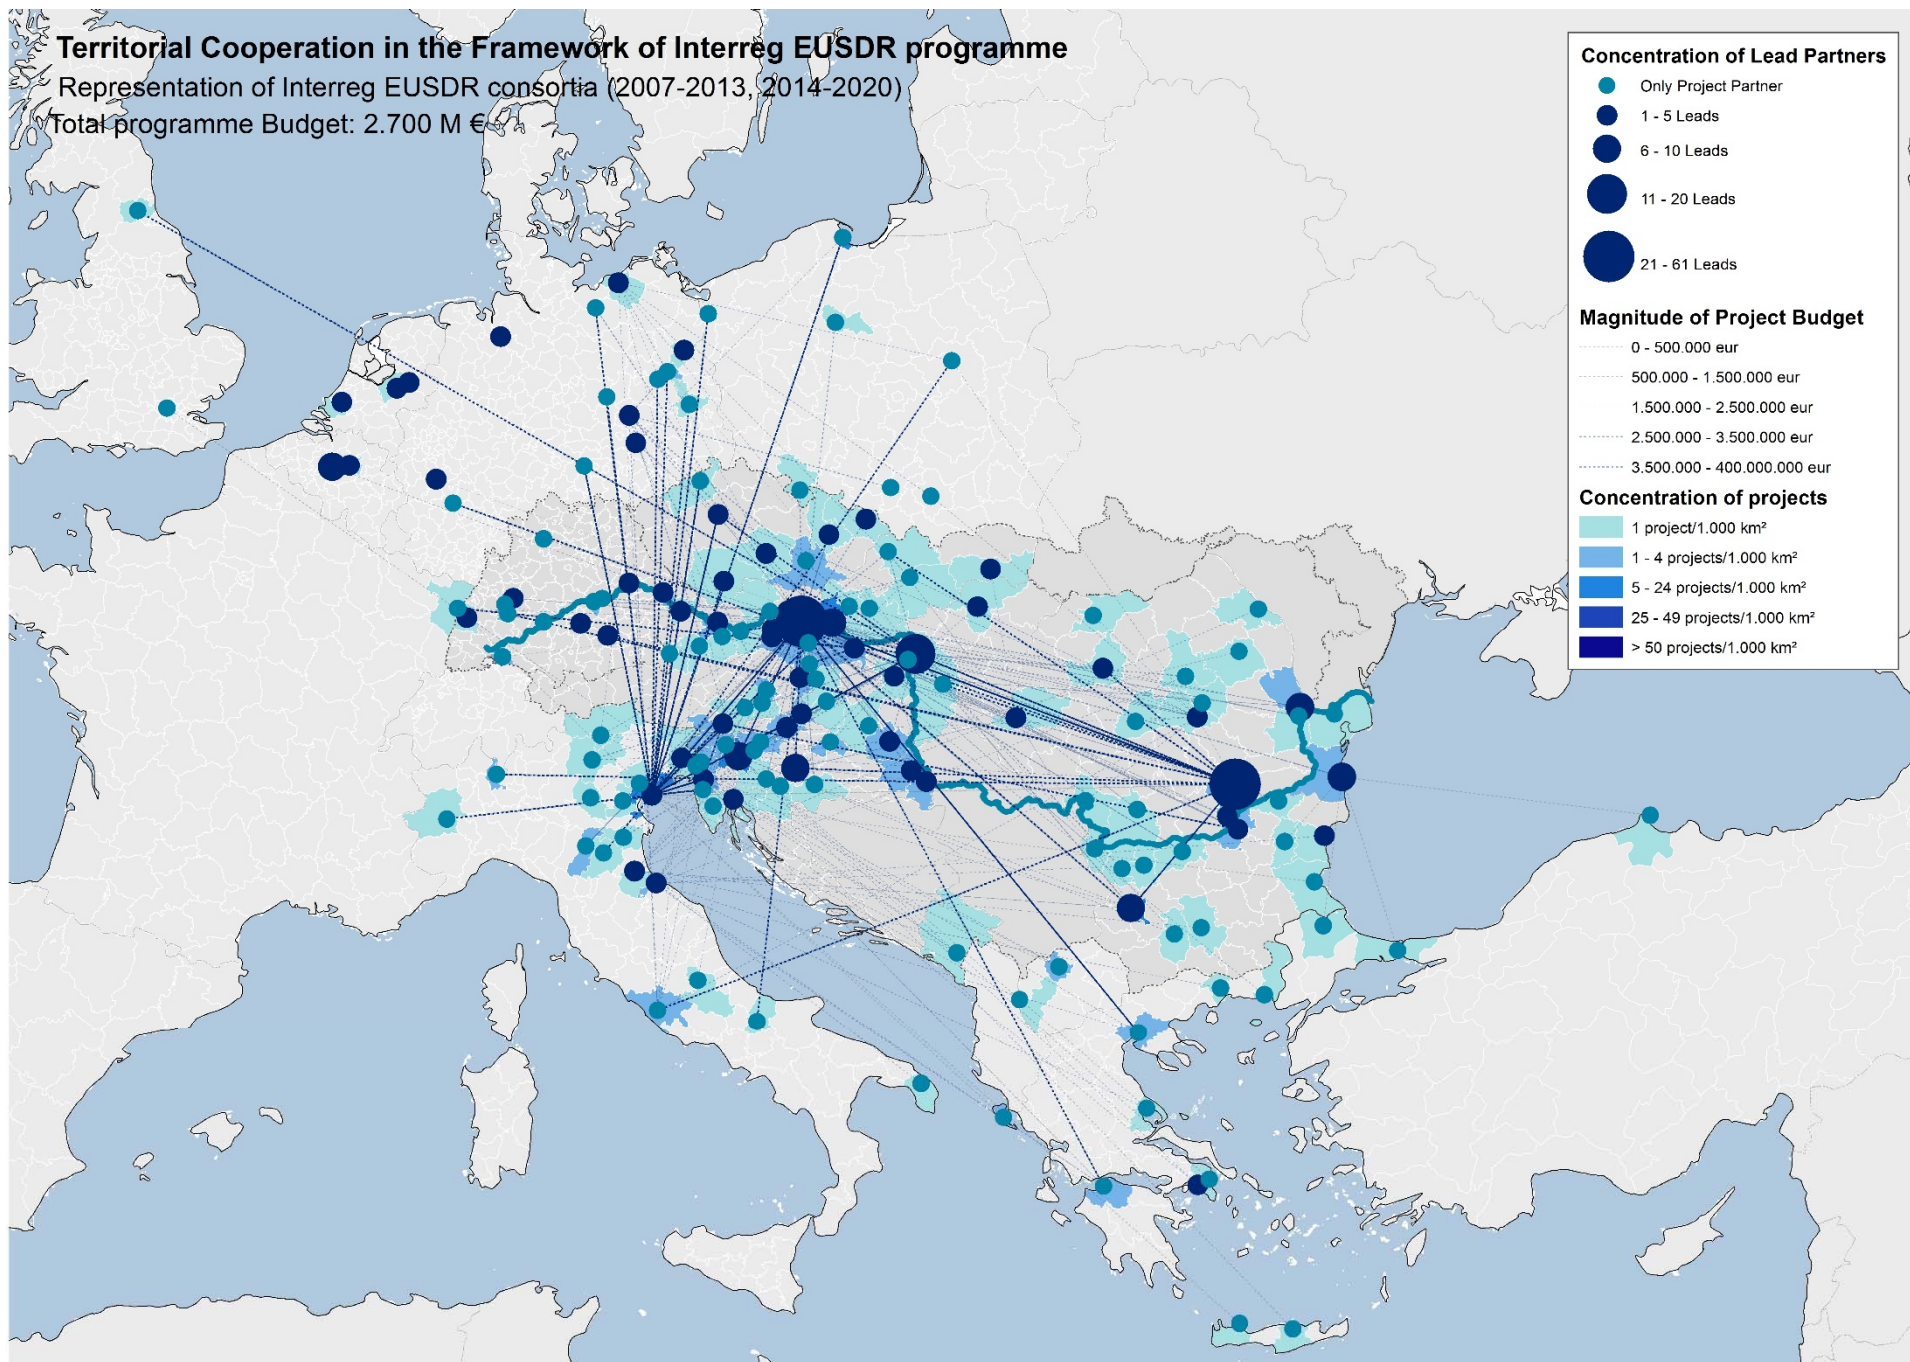 Territorial Cooperation in the Framework of Interreg EUSDR programme
Representation of Interreg EUSDR consortia (2007-2013, 2014-2020)
Total programme Budget: 2.700 M €
Concentration of Lead Partners
Only Project Partner
1 - 5 Leads
6 - 10 Leads
11 - 20 Leads
21 - 61 Leads
Magnitude of Project Budget
0 - 500.000 eur
500.000 - 1.500.000 eur
1.500.000 - 2.500.000 eur
2.500.000 - 3.500.000 eur
3.500.000 - 400.000.000 eur
Concentration of projects
1 project/1.000 km²
1 - 4 projects/1.000 km²
5 - 24 projects/1.000 km²
25 - 49 projects/1.000 km²
> 50 projects/1.000 km²